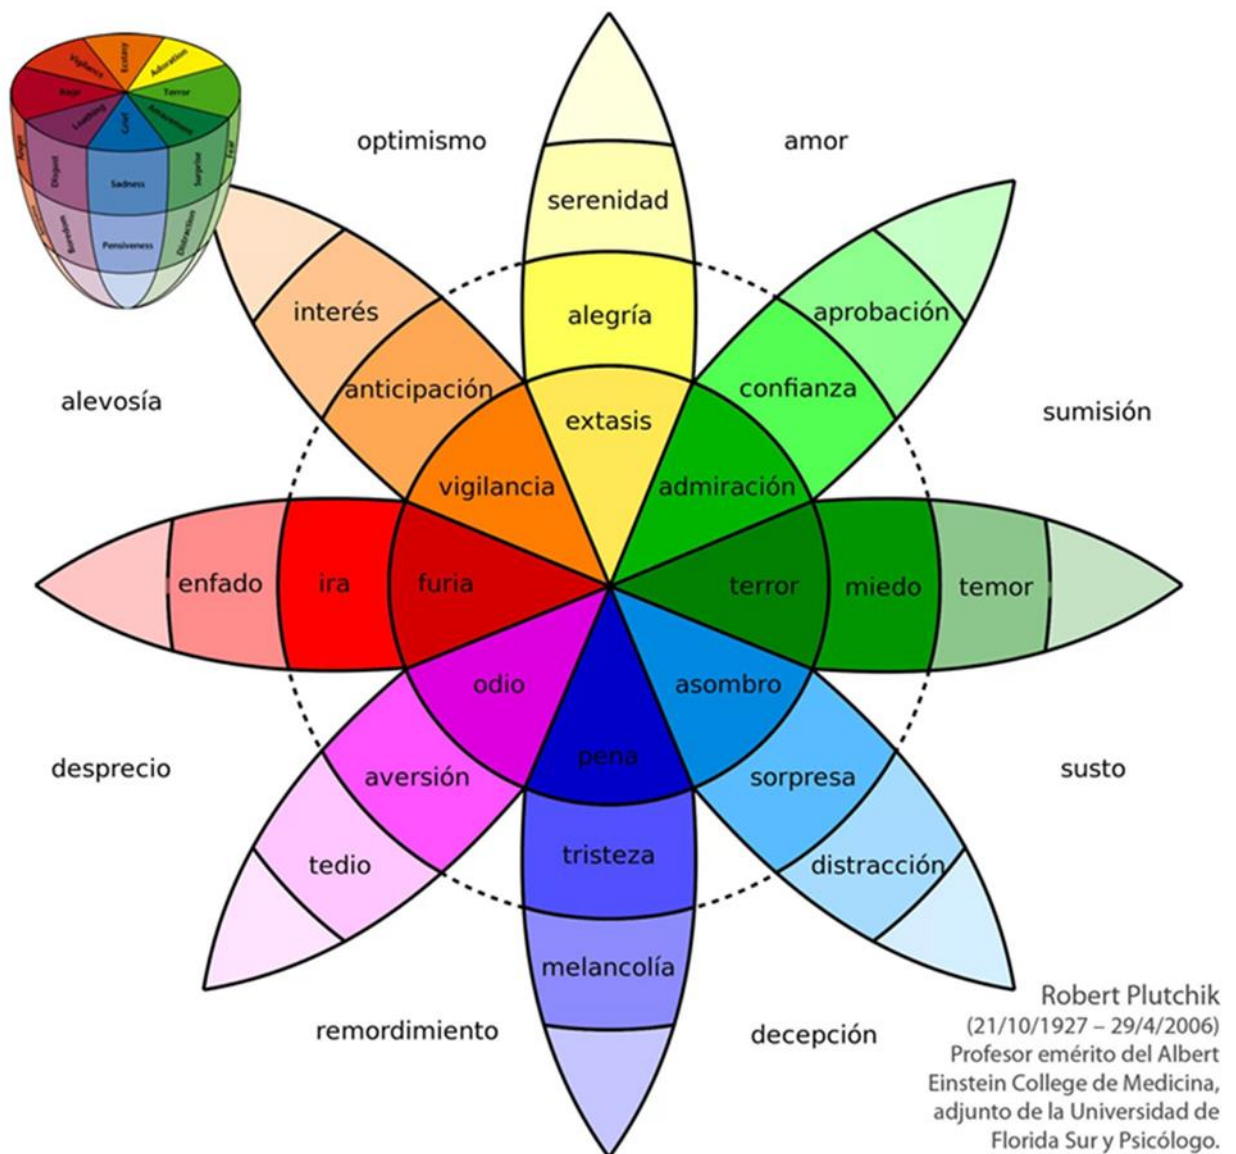 Vigilancy
Ecstasy
Adoration
Rage
Terror
Loathing
Grief
Amazement
Anger
Disgust
Sadness
Surprise
Fear
Boredom
Pensiveness
Distraction
optimismo
amor
serenidad
interés
alegría
aprobación
alevosía
anticipación
confianza
sumisión
extasis
vigilancia
admiración
enfado
ira
furia
terror
miedo
temor
odio
asombro
desprecio
pena
susto
aversión
sorpresa
tedio
tristeza
distracción
melancolía
remordimiento
decepción
Robert Plutchik
(21/10/1927 – 29/4/2006)
Profesor emérito del Albert
Einstein College de Medicina,
adjunto de la Universidad de
Florida Sur y Psicólogo.